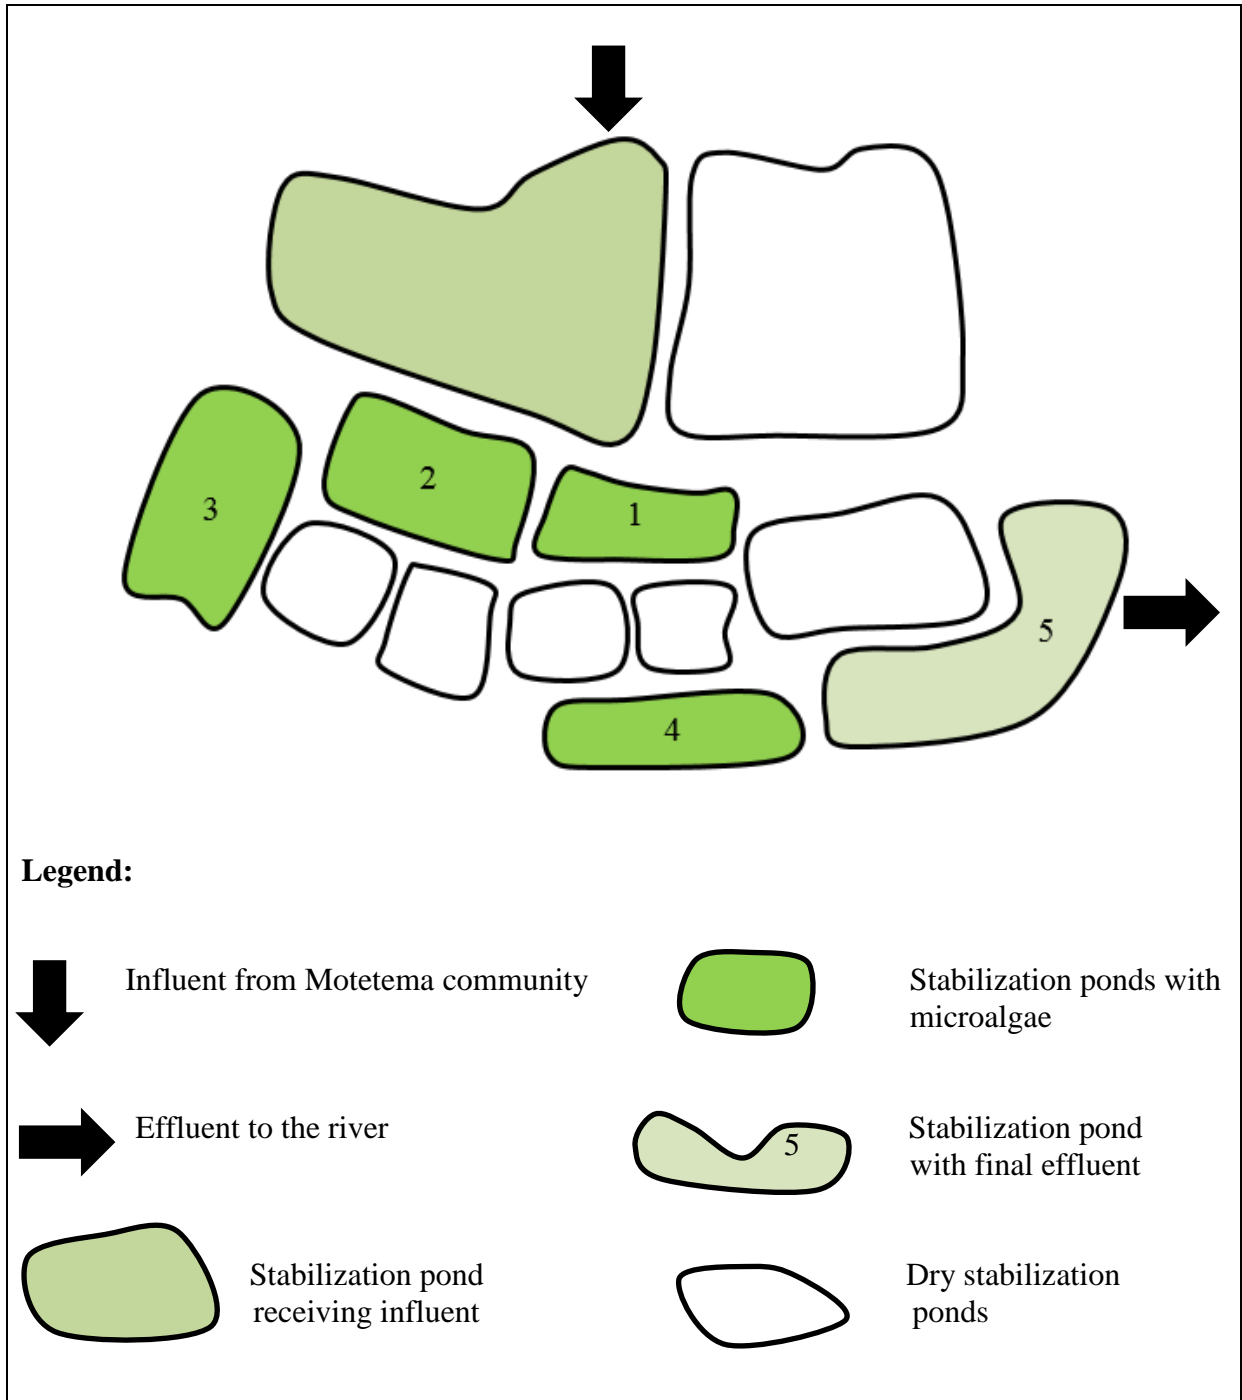 3
2
1
5
4
Legend:
Influent from Motetema community
Stabilization ponds with
microalgae
Effluent to the river
5
Stabilization pond
with final effluent
Stabilization pond
receiving influent
Dry stabilization
ponds